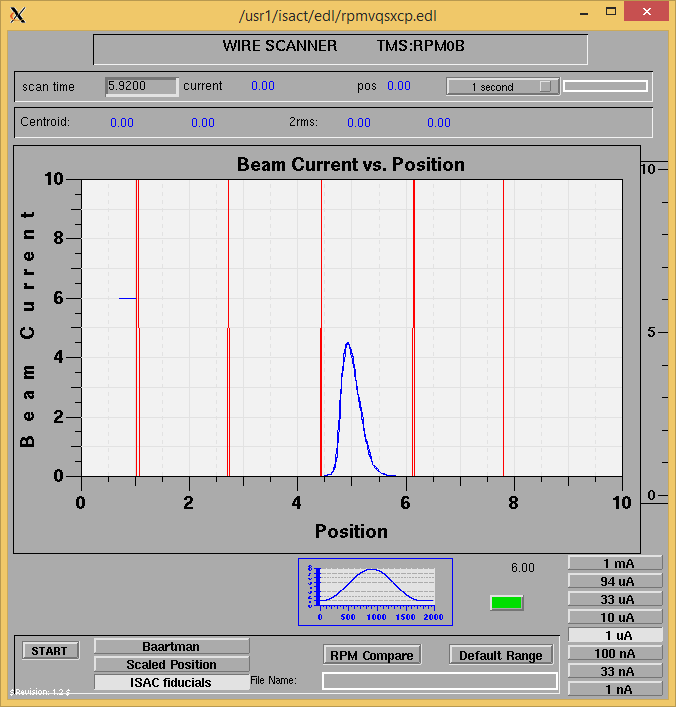 /usr1/isact/edl/rpmvqsxcp.edl
WIRE SCANNER TMS:RPM0B
scan time 5.9200 current 0.00 pos 0.00 1 second
Centroid: 0.00 0.00 2rms: 0.00 0.00
Beam Current vs. Position
Beam Current
10
8
6
4
2
0
0 2 4 6 8 10
Position
10
5
0
8
0 500 1000 1500 2000
6.00
1 mA
94 uA
33 uA
10 uA
1 uA
100 nA
33 nA
1 nA
START
Baartman
Scaled Position
ISAC fiducials
RPM Compare
Default Range
File Name:
$Revision: 1.2 $